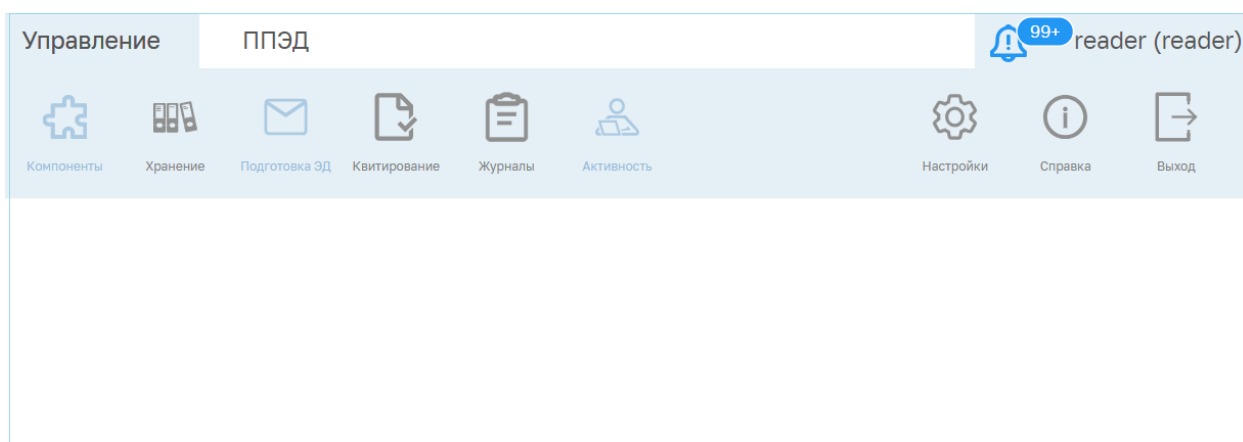 Управление ППЭД 99+ reader (reader)
Компоненты Хранение Подготовка ЭД Квитирование Журналы Активность Настройки Справка Выход